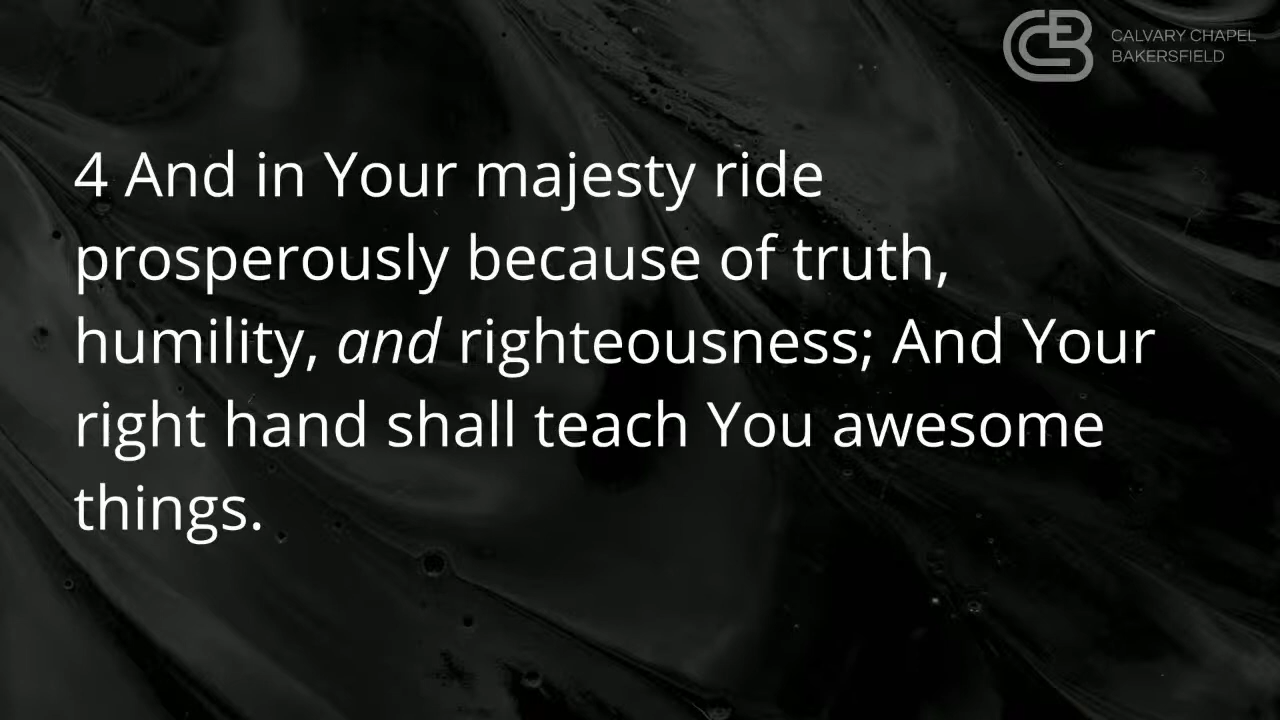 CALVARY CHAPEL
BAKERSFIELD
4 And in Your majesty ride
prosperously because of truth,
humility, and righteousness; And Your
right hand shall teach You awesome
things.